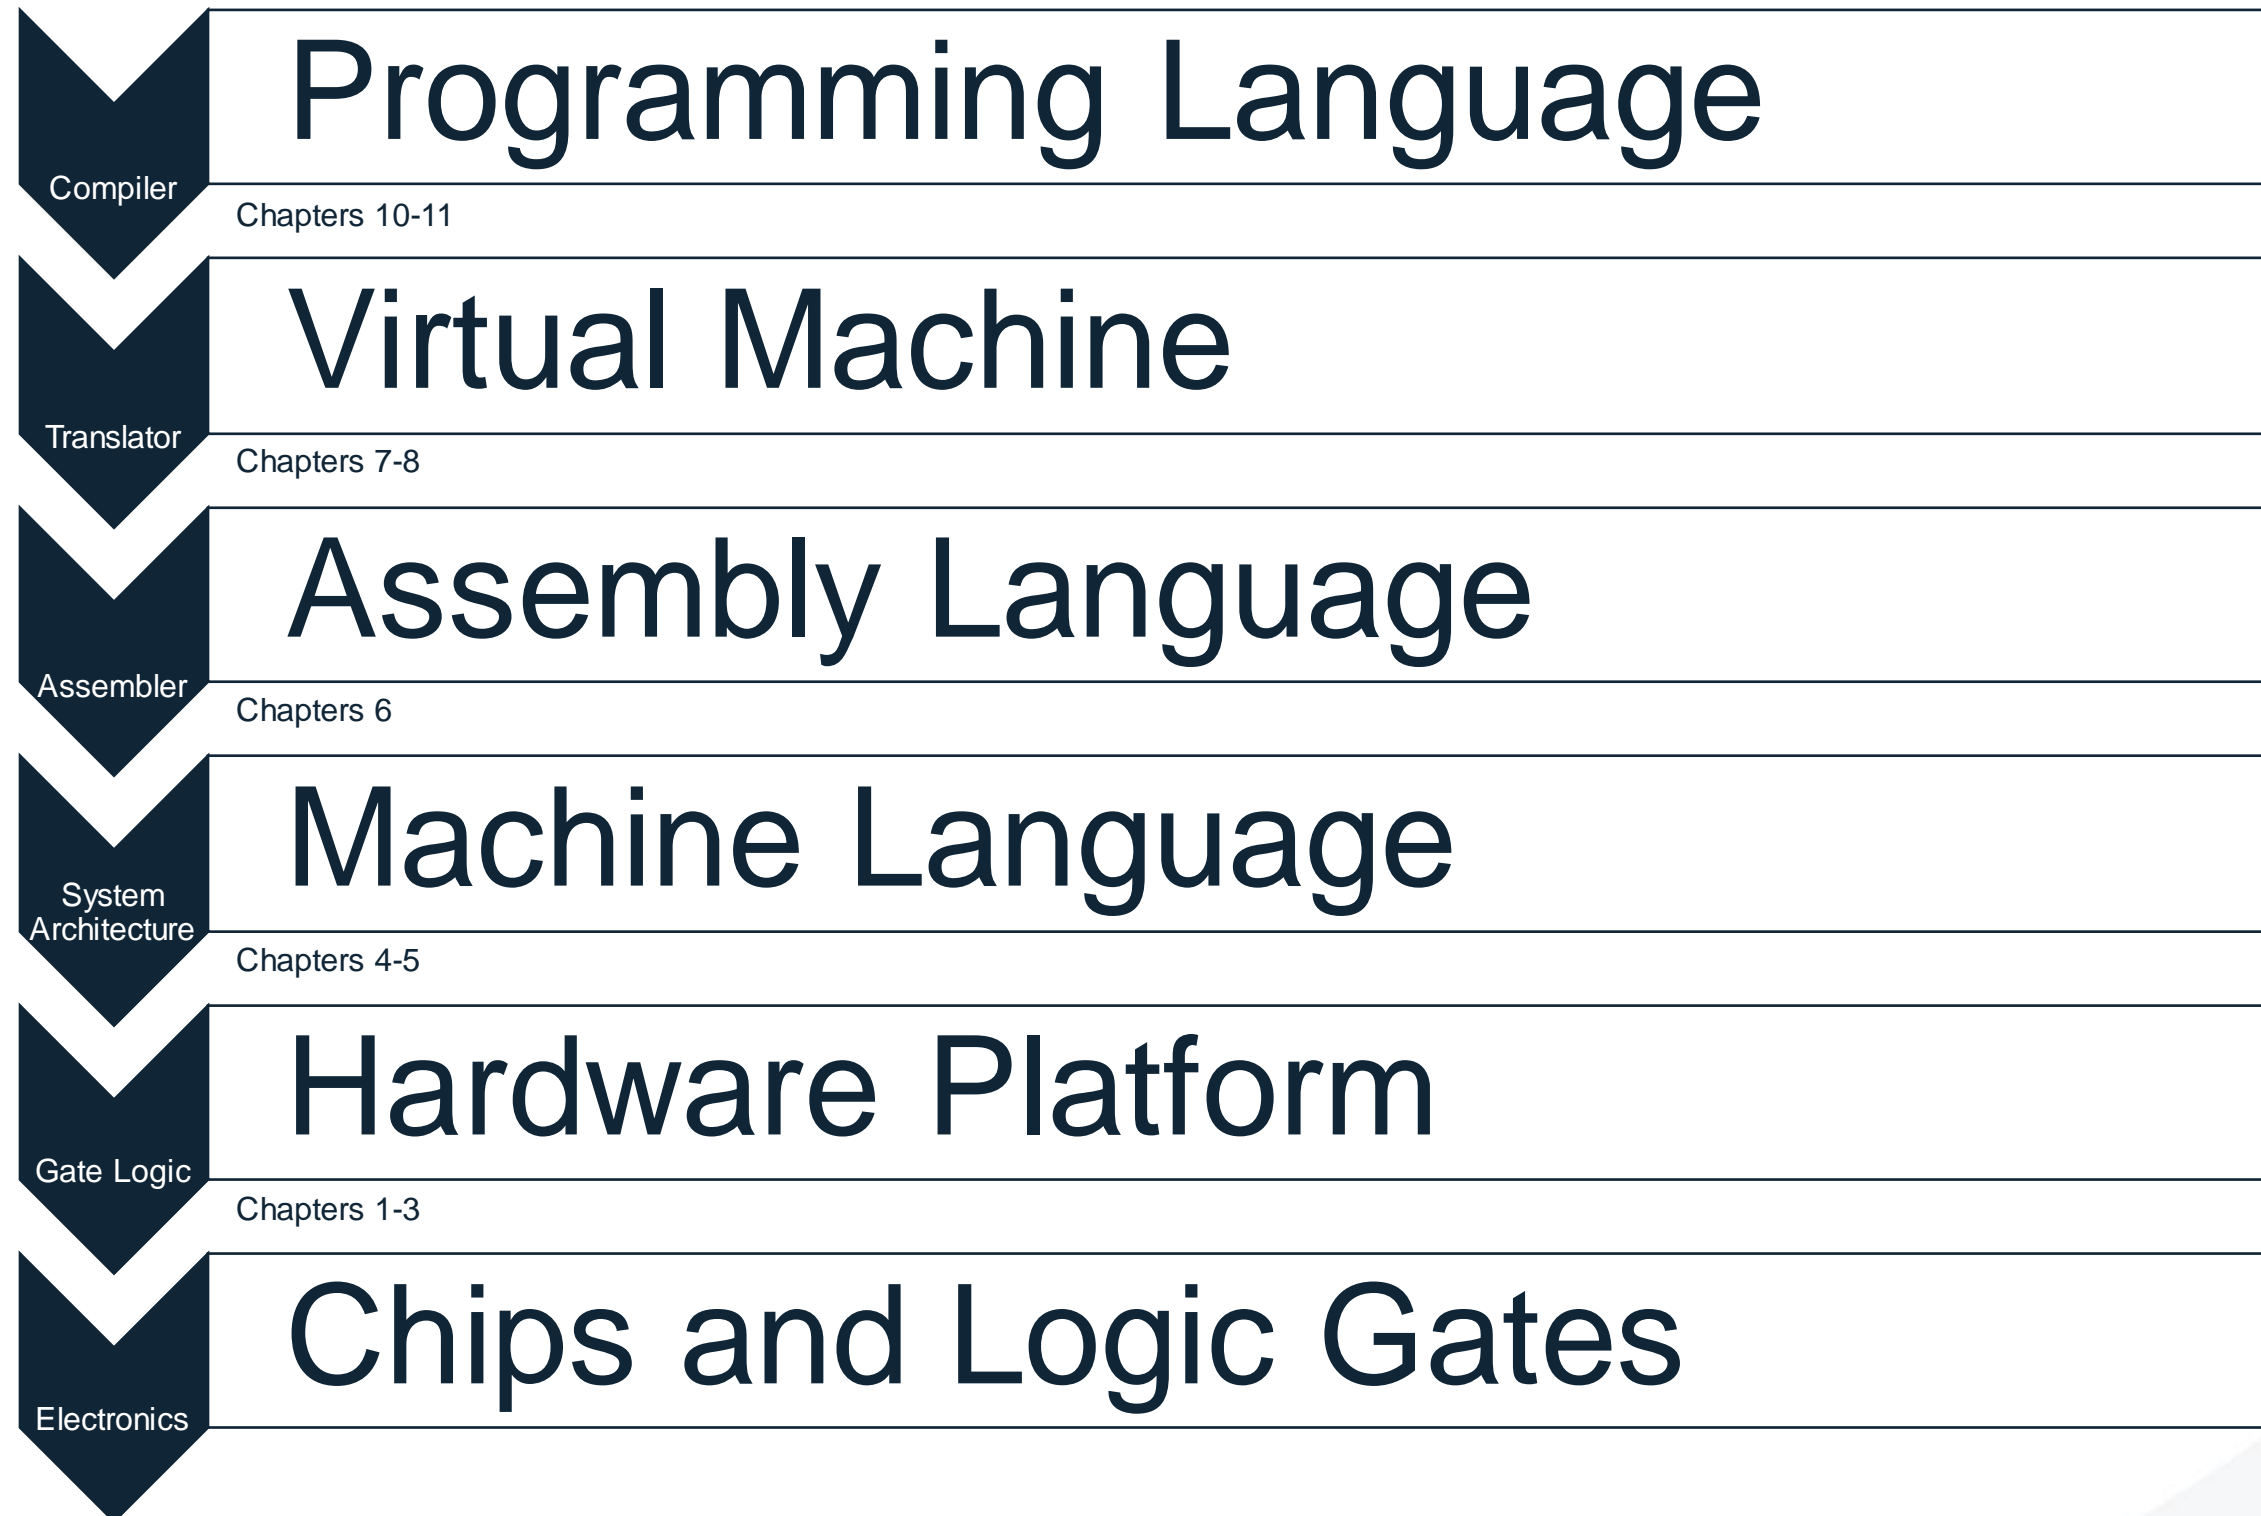 Programming Language
Compiler
Chapters 10-11
Virtual Machine
Translator
Chapters 7-8
Assembly Language
Assembler
Chapters 6
Machine Language
System
Architecture
Chapters 4-5
Hardware Platform
Gate Logic
Chapters 1-3
Chips and Logic Gates
Electronics